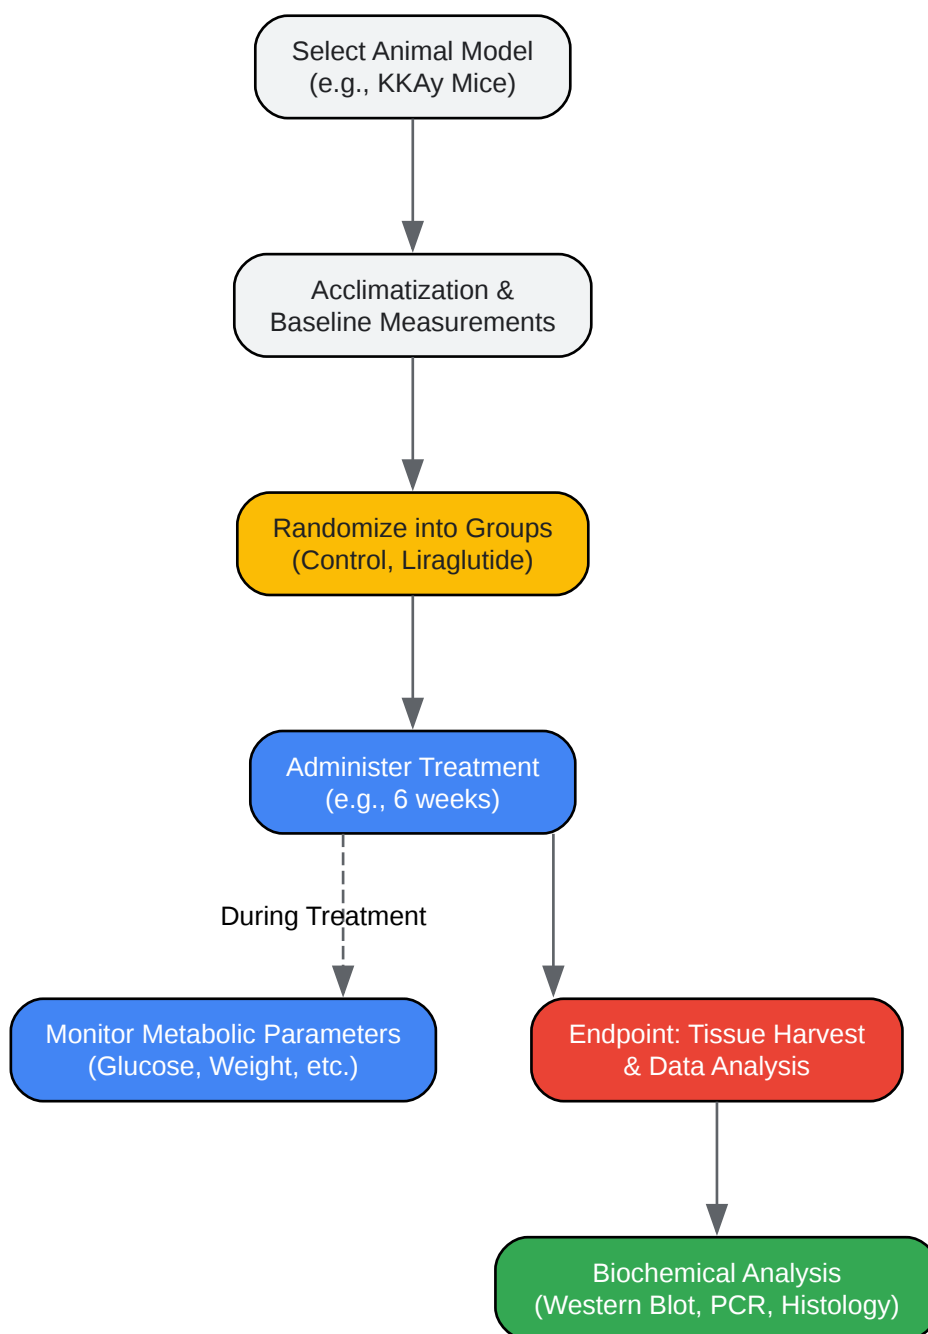 Select Animal Model
(e.g., KKAy Mice)
Acclimatization &
Baseline Measurements
Randomize into Groups
(Control, Liraglutide)
Administer Treatment
(e.g., 6 weeks)
During Treatment
Monitor Metabolic Parameters
(Glucose, Weight, etc.)
Endpoint: Tissue Harvest
& Data Analysis
Biochemical Analysis
(Western Blot, PCR, Histology)